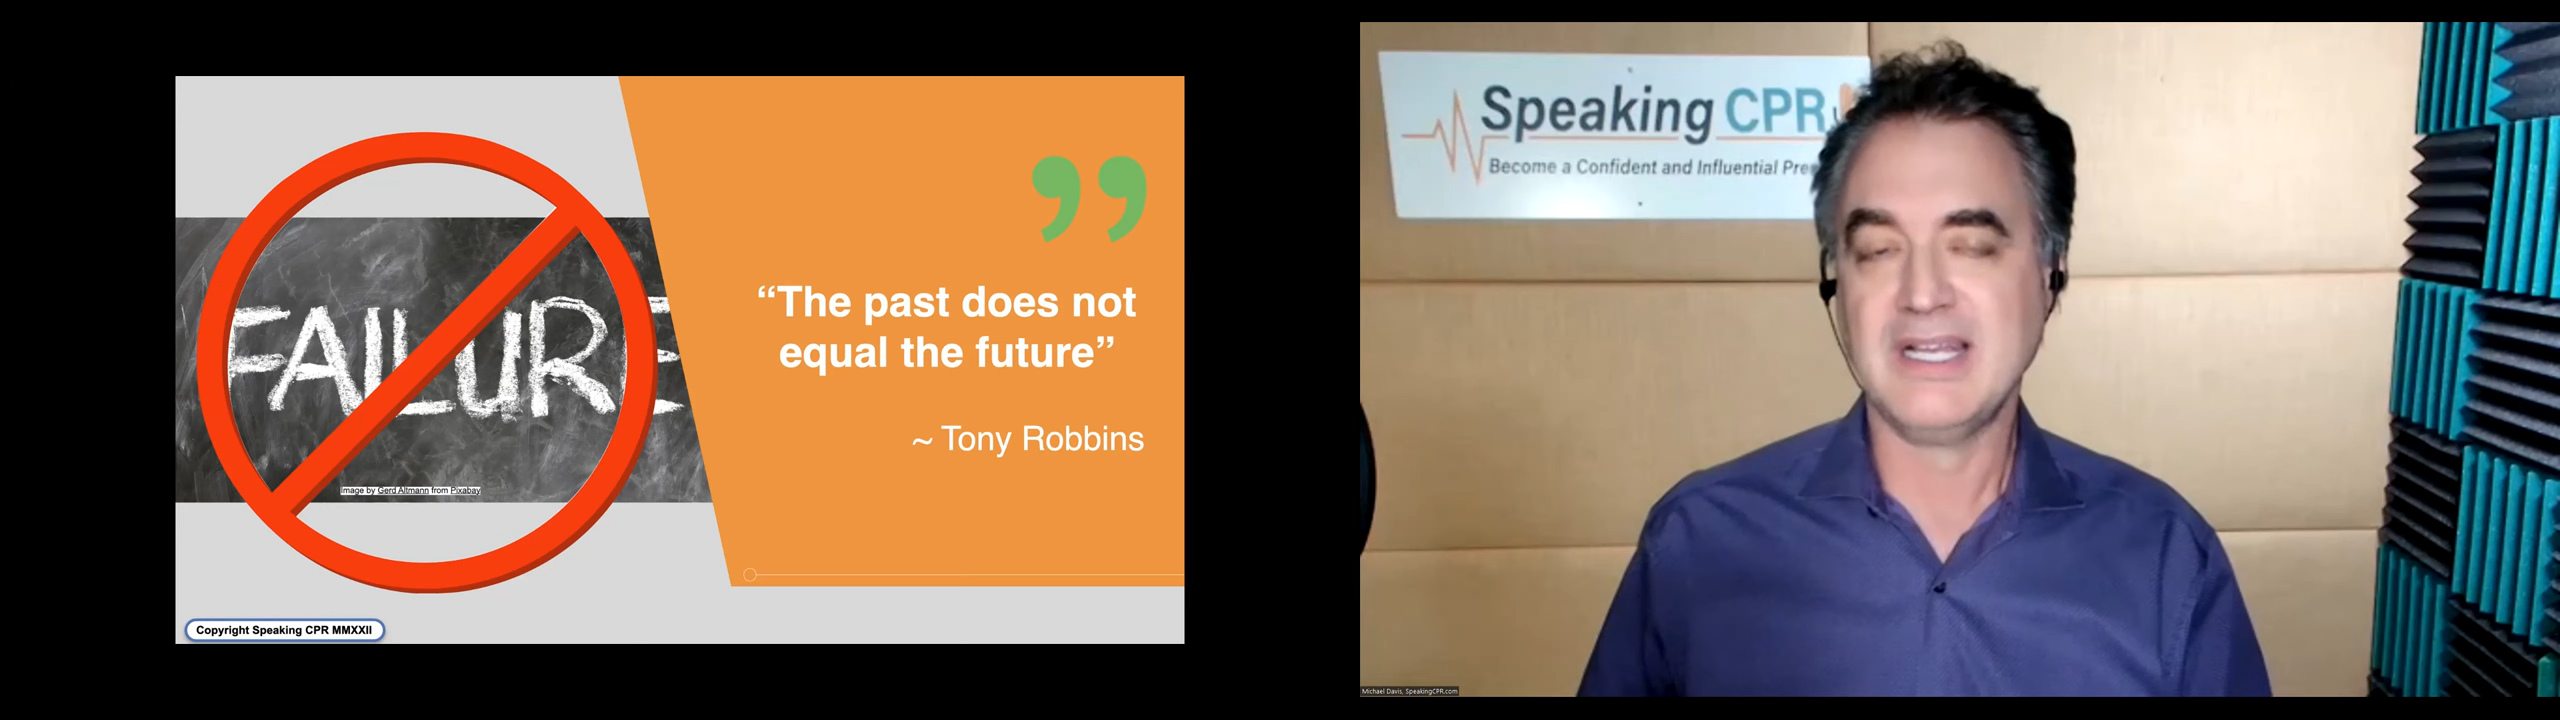 FAILURE
Image by Gerd Altmann from Pixabay
”
“The past does not
equal the future”
~ Tony Robbins
Copyright Speaking CPR MMXXII
Speaking CPR
Become a Confident and Influential Pre
Michael Davis, SpeakingCPR.com